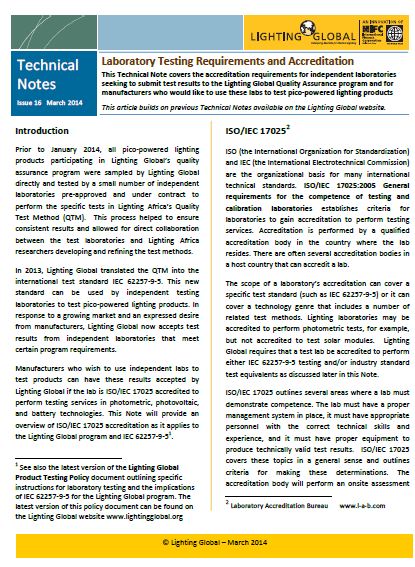 LIGHTING GLOBAL
AN INNOVATION OF
IFC
Technical
Notes
Issue 16 March 2014
Laboratory Testing Requirements and Accreditation
This Technical Note covers the accreditation requirements for independent laboratories
seeking to submit test results to the Lighting Global Quality Assurance program and for
manufacturers who would like to use these labs to test pico-powered lighting products
This article builds on previous Technical Notes available on the Lighting Global website.
Introduction
Prior to January 2014, all pico-powered lighting
products participating in Lighting Global's quality
assurance program were sampled by Lighting Global
directly and tested by a small number of independent
laboratories pre-approved and under contract to
perform the specific tests in Lighting Africa's Quality
Test Method (QTM). This process helped to ensure
consistent results and allowed for direct collaboration
between the test laboratories and Lighting Africa
researchers developing and refining the test methods.
In 2013, Lighting Global translated the QTM into the
international test standard IEC 62257-9-5. This new
standard can be used by independent testing
laboratories to test pico-powered lighting products. In
response to a growing market and an expressed desire
from manufacturers, Lighting Global now accepts test
results from independent laboratories that meet
certain program requirements.
Manufacturers who wish to use independent labs to
test products can have these results accepted by
Lighting Global if the lab is ISO/IEC 17025 accredited to
perform testing services in photometric, photovoltaic,
and battery technologies. This Note will provide an
overview of ISO/IEC 17025 accreditation as it applies to
the Lighting Global program and IEC 62257-9-5¹.
¹ See also the latest version of the Lighting Global
Product Testing Policy document outlining specific
instructions for laboratory testing and the implications
of IEC 62257-9-5 for the Lighting Global program. The
latest version of this policy document can be found on
the Lighting Global website www.lightingglobal.org
ISO/IEC 17025²
ISO (the International Organization for Standardization)
and IEC (the International Electrotechnical Commission)
are the organizational basis for many international
technical standards. ISO/IEC 17025:2005 General
requirements for the competence of testing and
calibration laboratories establishes criteria for
laboratories to gain accreditation to perform testing
services. Accreditation is performed by a qualified
accreditation body in the country where the lab
resides. There are often several accreditation bodies in
a host country that can accredit a lab.
The scope of a laboratory's accreditation can cover a
specific test standard (such as IEC 62257-9-5) or it can
cover a technology genre that includes a number of
related test methods. Lighting laboratories may be
accredited to perform photometric tests, for example,
but not accredited to test solar modules. Lighting
Global requires that a test lab be accredited to perform
either IEC 62257-9-5 testing and/or industry standard
test equivalents as discussed later in this Note.
ISO/IEC 17025 outlines several areas where a lab must
demonstrate competence. The lab must have a proper
management system in place, it must have appropriate
personnel with the correct technical skills and
experience, and it must have proper equipment to
produce technically valid test results. ISO/IEC 17025
covers these topics in a general sense and outlines
criteria for making these determinations. The
accreditation body will perform an onsite assessment
² Laboratory Accreditation Bureau www.l-a-b.com
© Lighting Global – March 2014